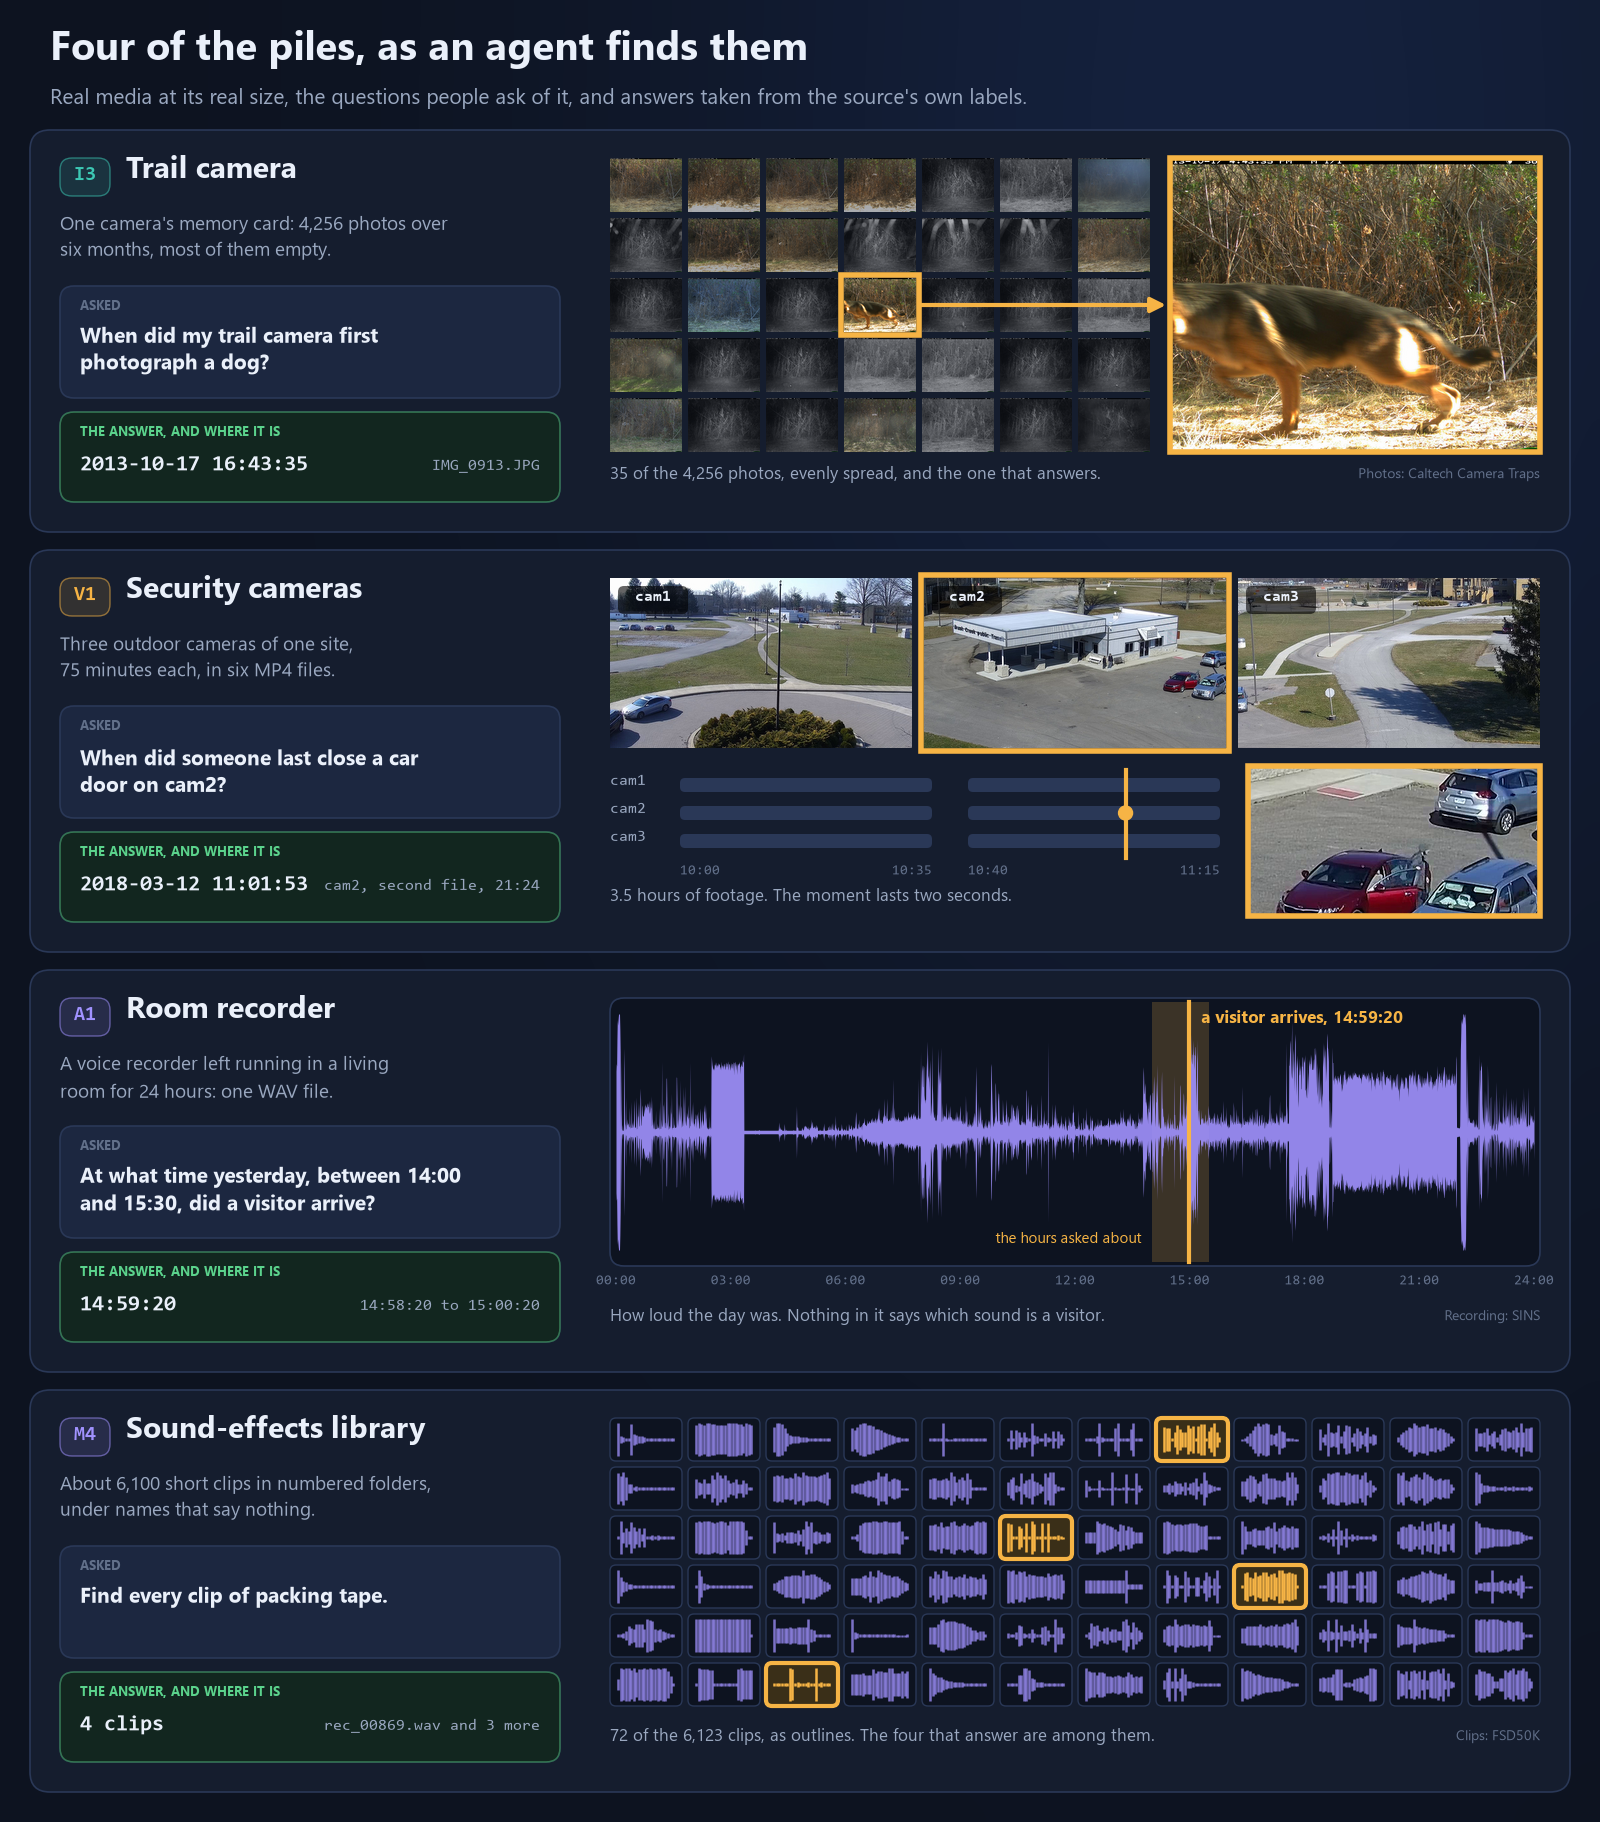 Four of the piles, as an agent finds them
Real media at its real size, the questions people ask of it, and answers taken from the source's own labels.
I3 Trail camera
One camera's memory card: 4,256 photos over
six months, most of them empty.
ASKED
When did my trail camera first
photograph a dog?
THE ANSWER, AND WHERE IT IS
2013-10-17 16:43:35 IMG_0913.JPG
35 of the 4,256 photos, evenly spread, and the one that answers.
Photos: Caltech Camera Traps
V1 Security cameras
Three outdoor cameras of one site,
75 minutes each, in six MP4 files.
ASKED
When did someone last close a car
door on cam2?
THE ANSWER, AND WHERE IT IS
2018-03-12 11:01:53 cam2, second file, 21:24
cam1 cam2 cam3
cam1
cam2
cam3
10:00 10:35 10:40 11:15
3.5 hours of footage. The moment lasts two seconds.
A1 Room recorder
A voice recorder left running in a living
room for 24 hours: one WAV file.
ASKED
At what time yesterday, between 14:00
and 15:30, did a visitor arrive?
THE ANSWER, AND WHERE IT IS
14:59:20 14:58:20 to 15:00:20
a visitor arrives, 14:59:20
the hours asked about
00:00 03:00 06:00 09:00 12:00 15:00 18:00 21:00 24:00
How loud the day was. Nothing in it says which sound is a visitor.
Recording: SINS
M4 Sound-effects library
About 6,100 short clips in numbered folders,
under names that say nothing.
ASKED
Find every clip of packing tape.
THE ANSWER, AND WHERE IT IS
4 clips rec_00869.wav and 3 more
72 of the 6,123 clips, as outlines. The four that answer are among them.
Clips: FSD50K